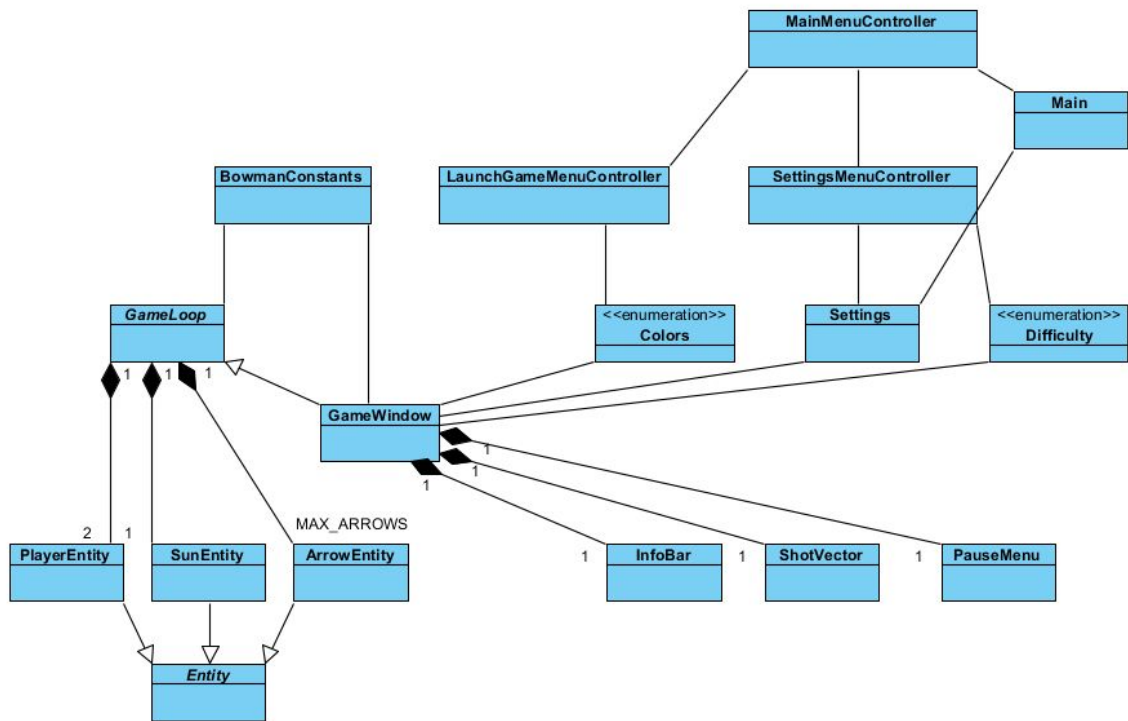 MainMenuController
Main
BowmanConstants
LaunchGameMenuController
SettingsMenuController
GameLoop
<<enumeration>>
Colors
Settings
<<enumeration>>
Difficulty
1
1
1
GameWindow
1
1
1
MAX_ARROWS
2
1
1
1
1
PlayerEntity
SunEntity
ArrowEntity
InfoBar
ShotVector
PauseMenu
Entity